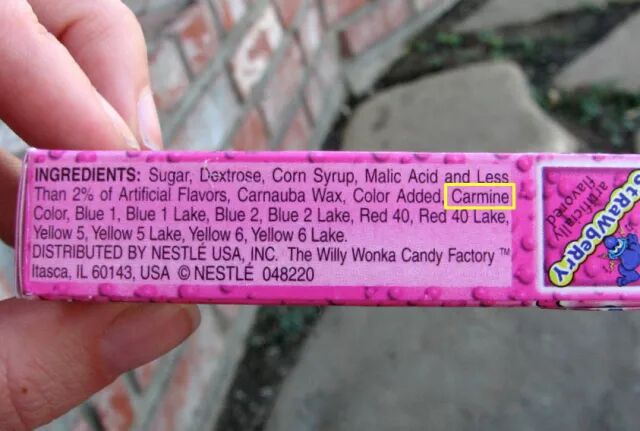 INGREDIENTS: Sugar, Dextrose, Corn Syrup, Malic Acid and Less
Than 2% of Artificial Flavors, Carnauba Wax, Color Added, Carmine
Color, Blue 1, Blue 1 Lake, Blue 2, Blue 2 Lake, Red 40, Red 40 Lake,
Yellow 5, Yellow 5 Lake, Yellow 6, Yellow 6 Lake.
DISTRIBUTED BY NESTLÉ USA, INC. The Willy Wonka Candy Factory™
Itasca, IL 60143, USA © NESTLÉ 048220
artificially
flavored
strawberry